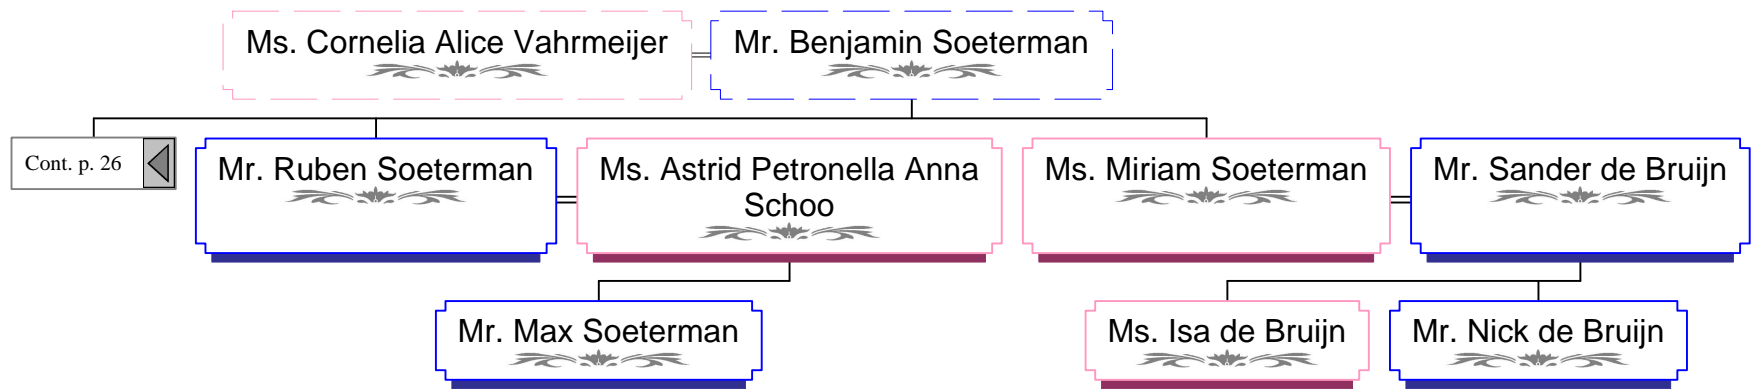 Ms. Cornelia Alice Vahrmeijer
Mr. Benjamin Soeterman
Cont. p. 26
Mr. Ruben Soeterman
Ms. Astrid Petronella Anna
Schoo
Ms. Miriam Soeterman
Mr. Sander de Bruijn
Mr. Max Soeterman
Ms. Isa de Bruijn
Mr. Nick de Bruijn